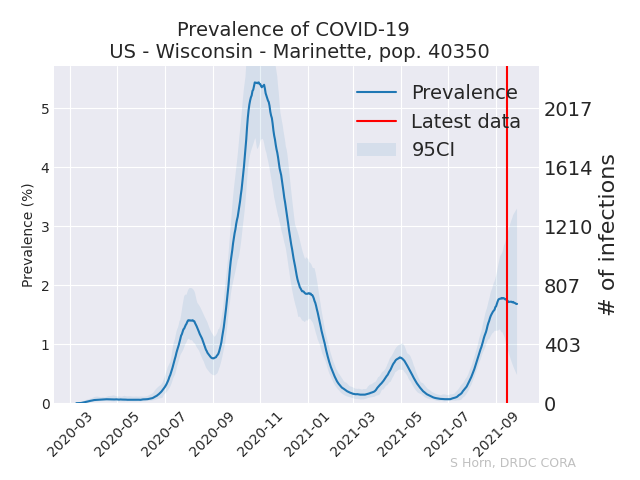 Prevalence of COVID-19
US - Wisconsin - Marinette, pop. 40350
Prevalence
Latest data
95CI
Prevalence (%)
5
4
3
2
1
0
2017
1614
1210
807
403
0
# of infections
2020-03
2020-05
2020-07
2020-09
2020-11
2021-01
2021-03
2021-05
2021-07
2021-09
S Horn, DRDC CORA